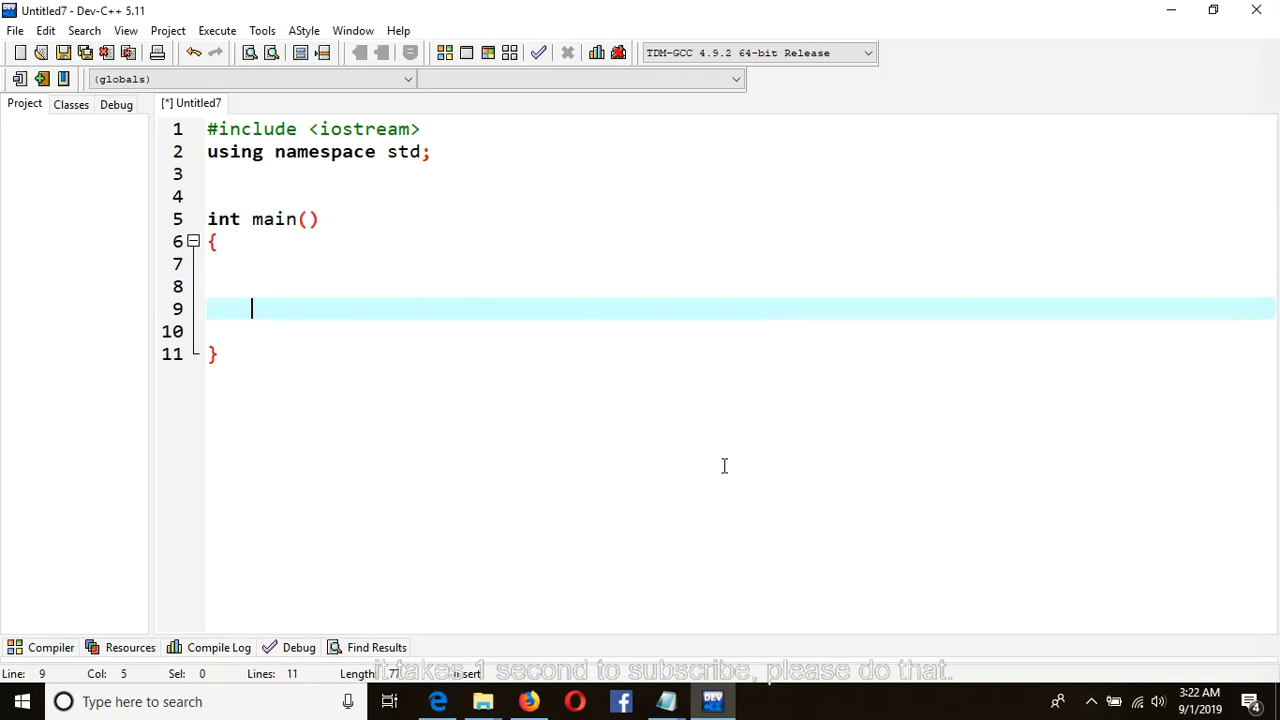 Untitled7 - Dev-C++ 5.11
File Edit Search View Project Execute Tools AStyle Window Help
TDM-GCC 4.9.2 64-bit Release
(globals)
Project Classes Debug [*] Untitled7
1 #include <iostream>
2 using namespace std;
3
4
5 int main()
6 {
7
8
9
10
11 }
Compiler Resources Compile Log Debug Find Results
Line: 9 Col: 5 Sel: 0 Lines: 11 Length: 77 Insert
it takes 1 second to subscribe, please do that.
Type here to search
DEV
3:22 AM
9/1/2019
4